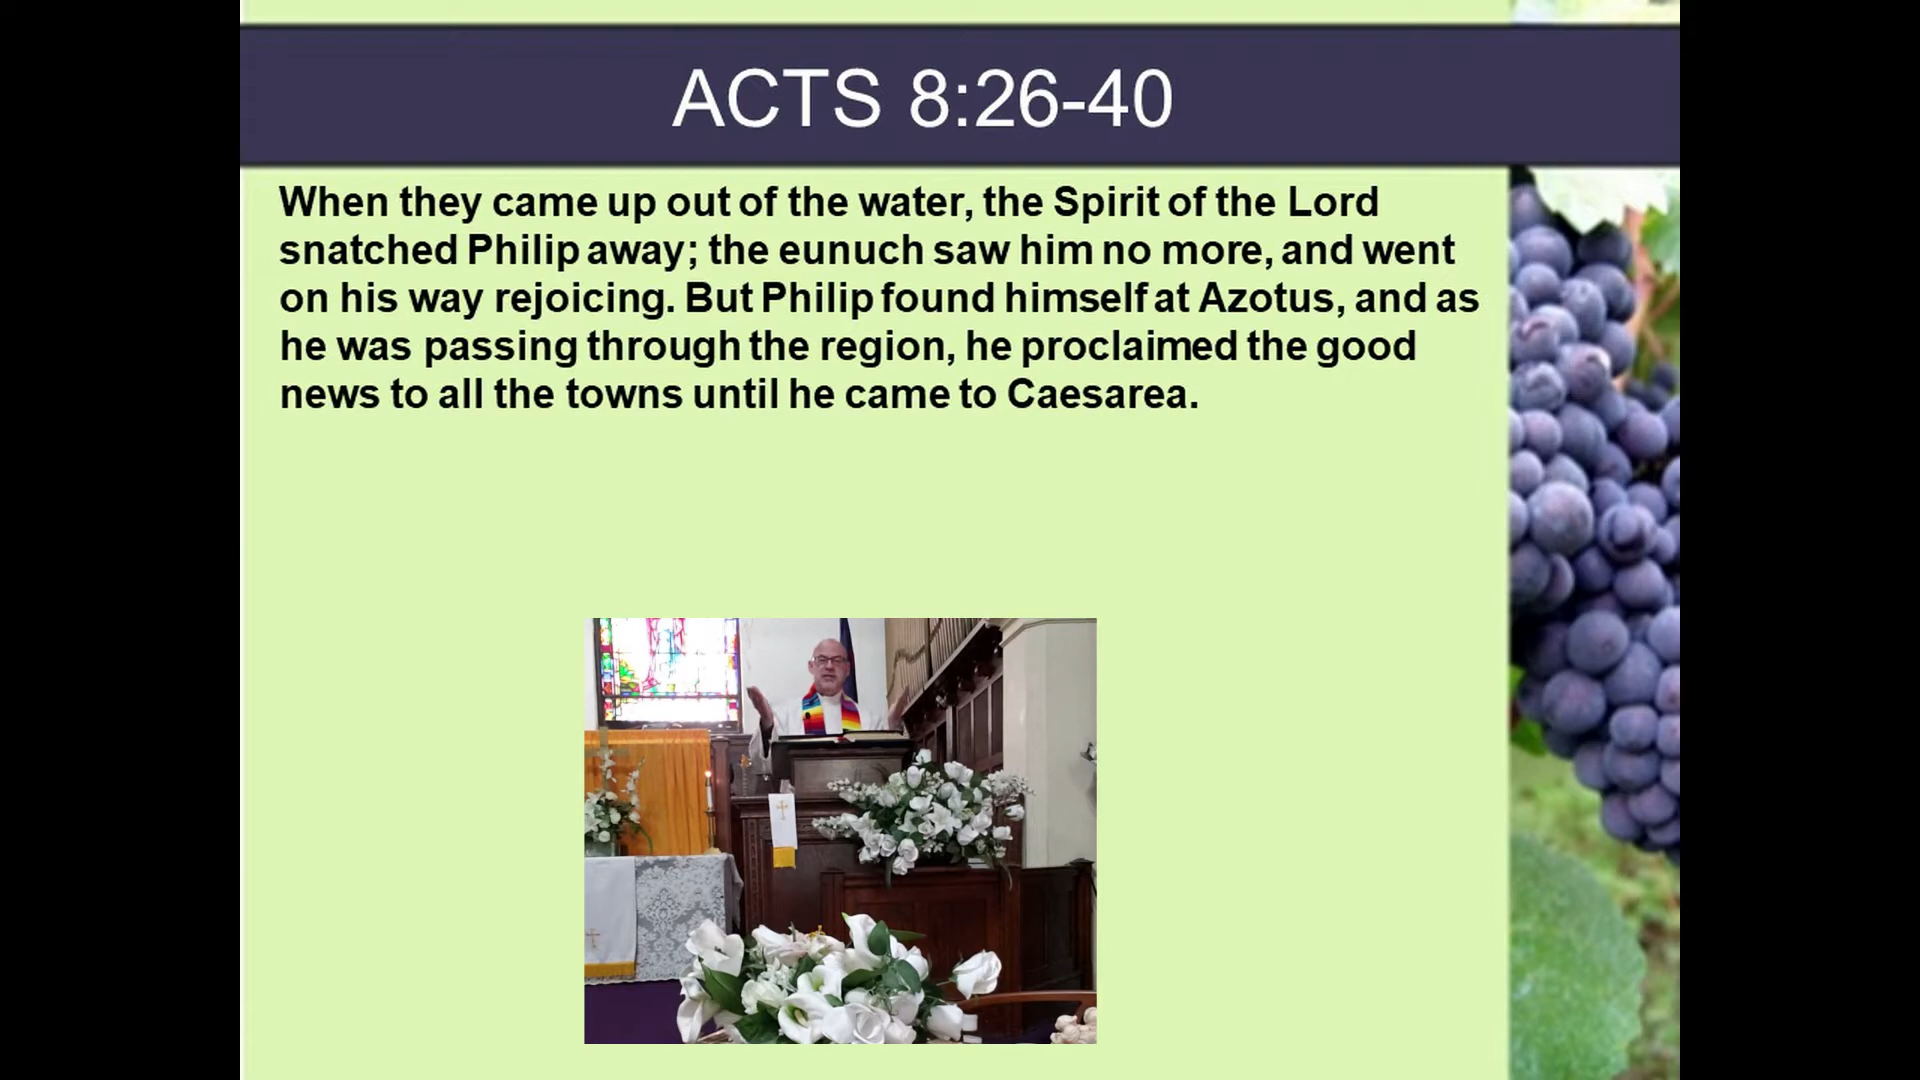 ACTS 8:26-40
When they came up out of the water, the Spirit of the Lord
snatched Philip away; the eunuch saw him no more, and went
on his way rejoicing. But Philip found himself at Azotus, and as
he was passing through the region, he proclaimed the good
news to all the towns until he came to Caesarea.